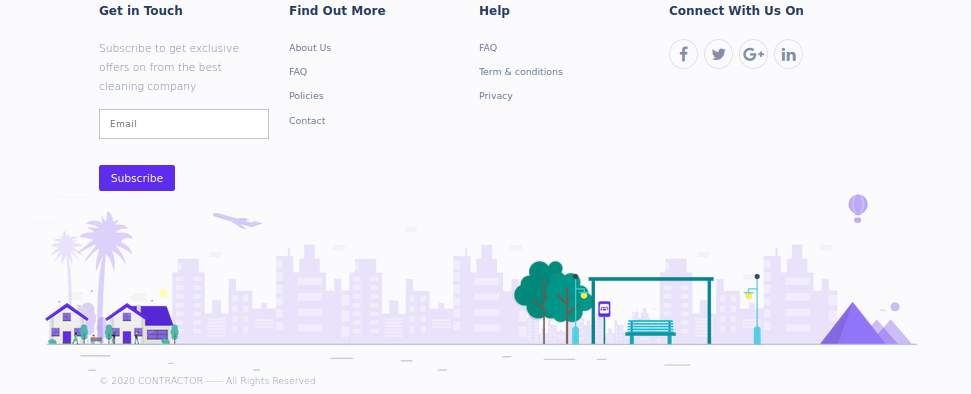 Get in Touch
Subscribe to get exclusive
offers on from the best
cleaning company
Email
Subscribe
Find Out More
About Us
FAQ
Policies
Contact
Help
FAQ
Term & conditions
Privacy
Connect With Us On
© 2020 CONTRACTOR ----- All Rights Reserved